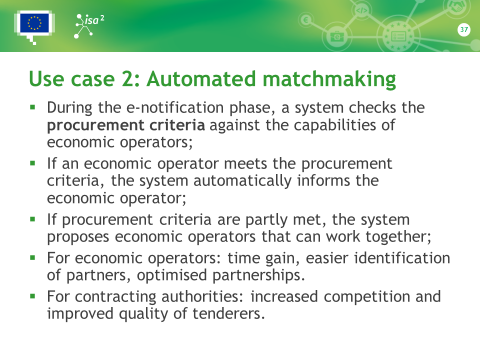 isa²
37
Use case 2: Automated matchmaking
▪ During the e-notification phase, a system checks the
procurement criteria against the capabilities of
economic operators;
▪ If an economic operator meets the procurement
criteria, the system automatically informs the
economic operator;
▪ If procurement criteria are partly met, the system
proposes economic operators that can work together;
▪ For economic operators: time gain, easier identification
of partners, optimised partnerships.
▪ For contracting authorities: increased competition and
improved quality of tenderers.